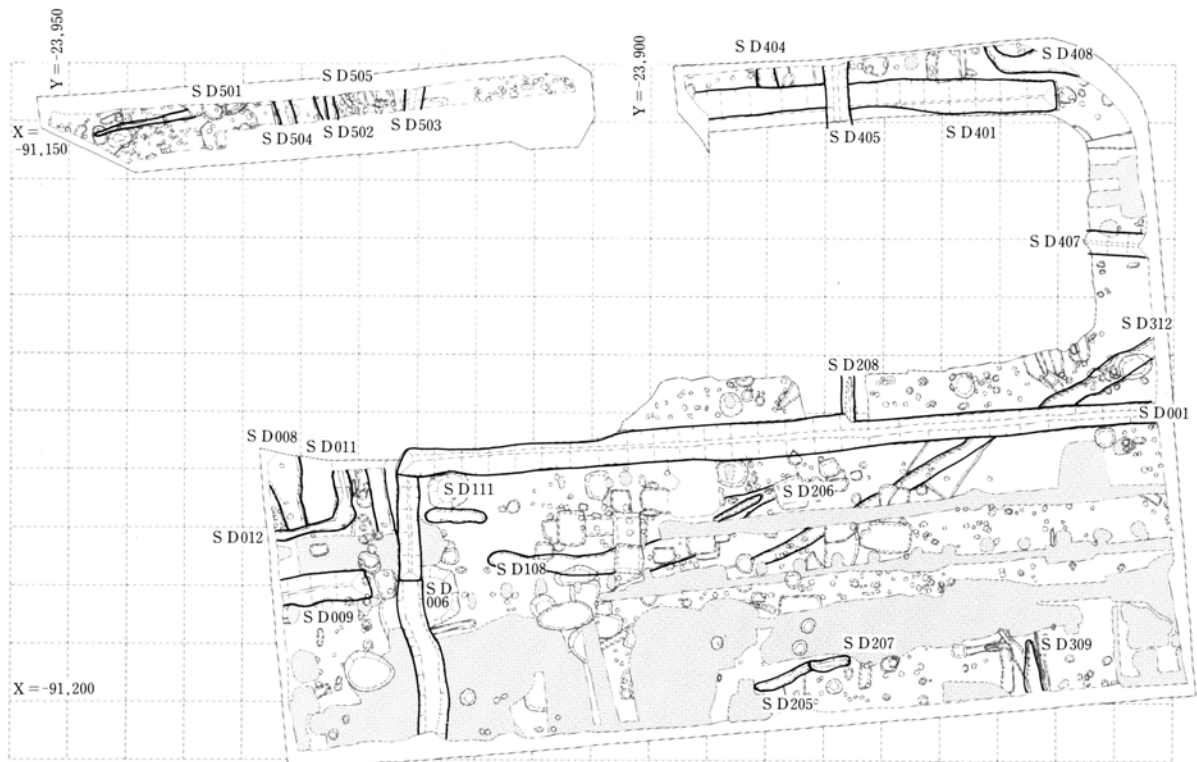 Y=-23,950
Y=-23,900
S D404
S D408
S D505
S D501
X=
-91,150
S D504
S D502
S D503
S D405
S D401
S D407
S D312
S D208
S D001
S D008
S D011
S D111
S D206
S D012
S D108
S D
006
S D009
S D207
S D309
X=-91,200
S D205